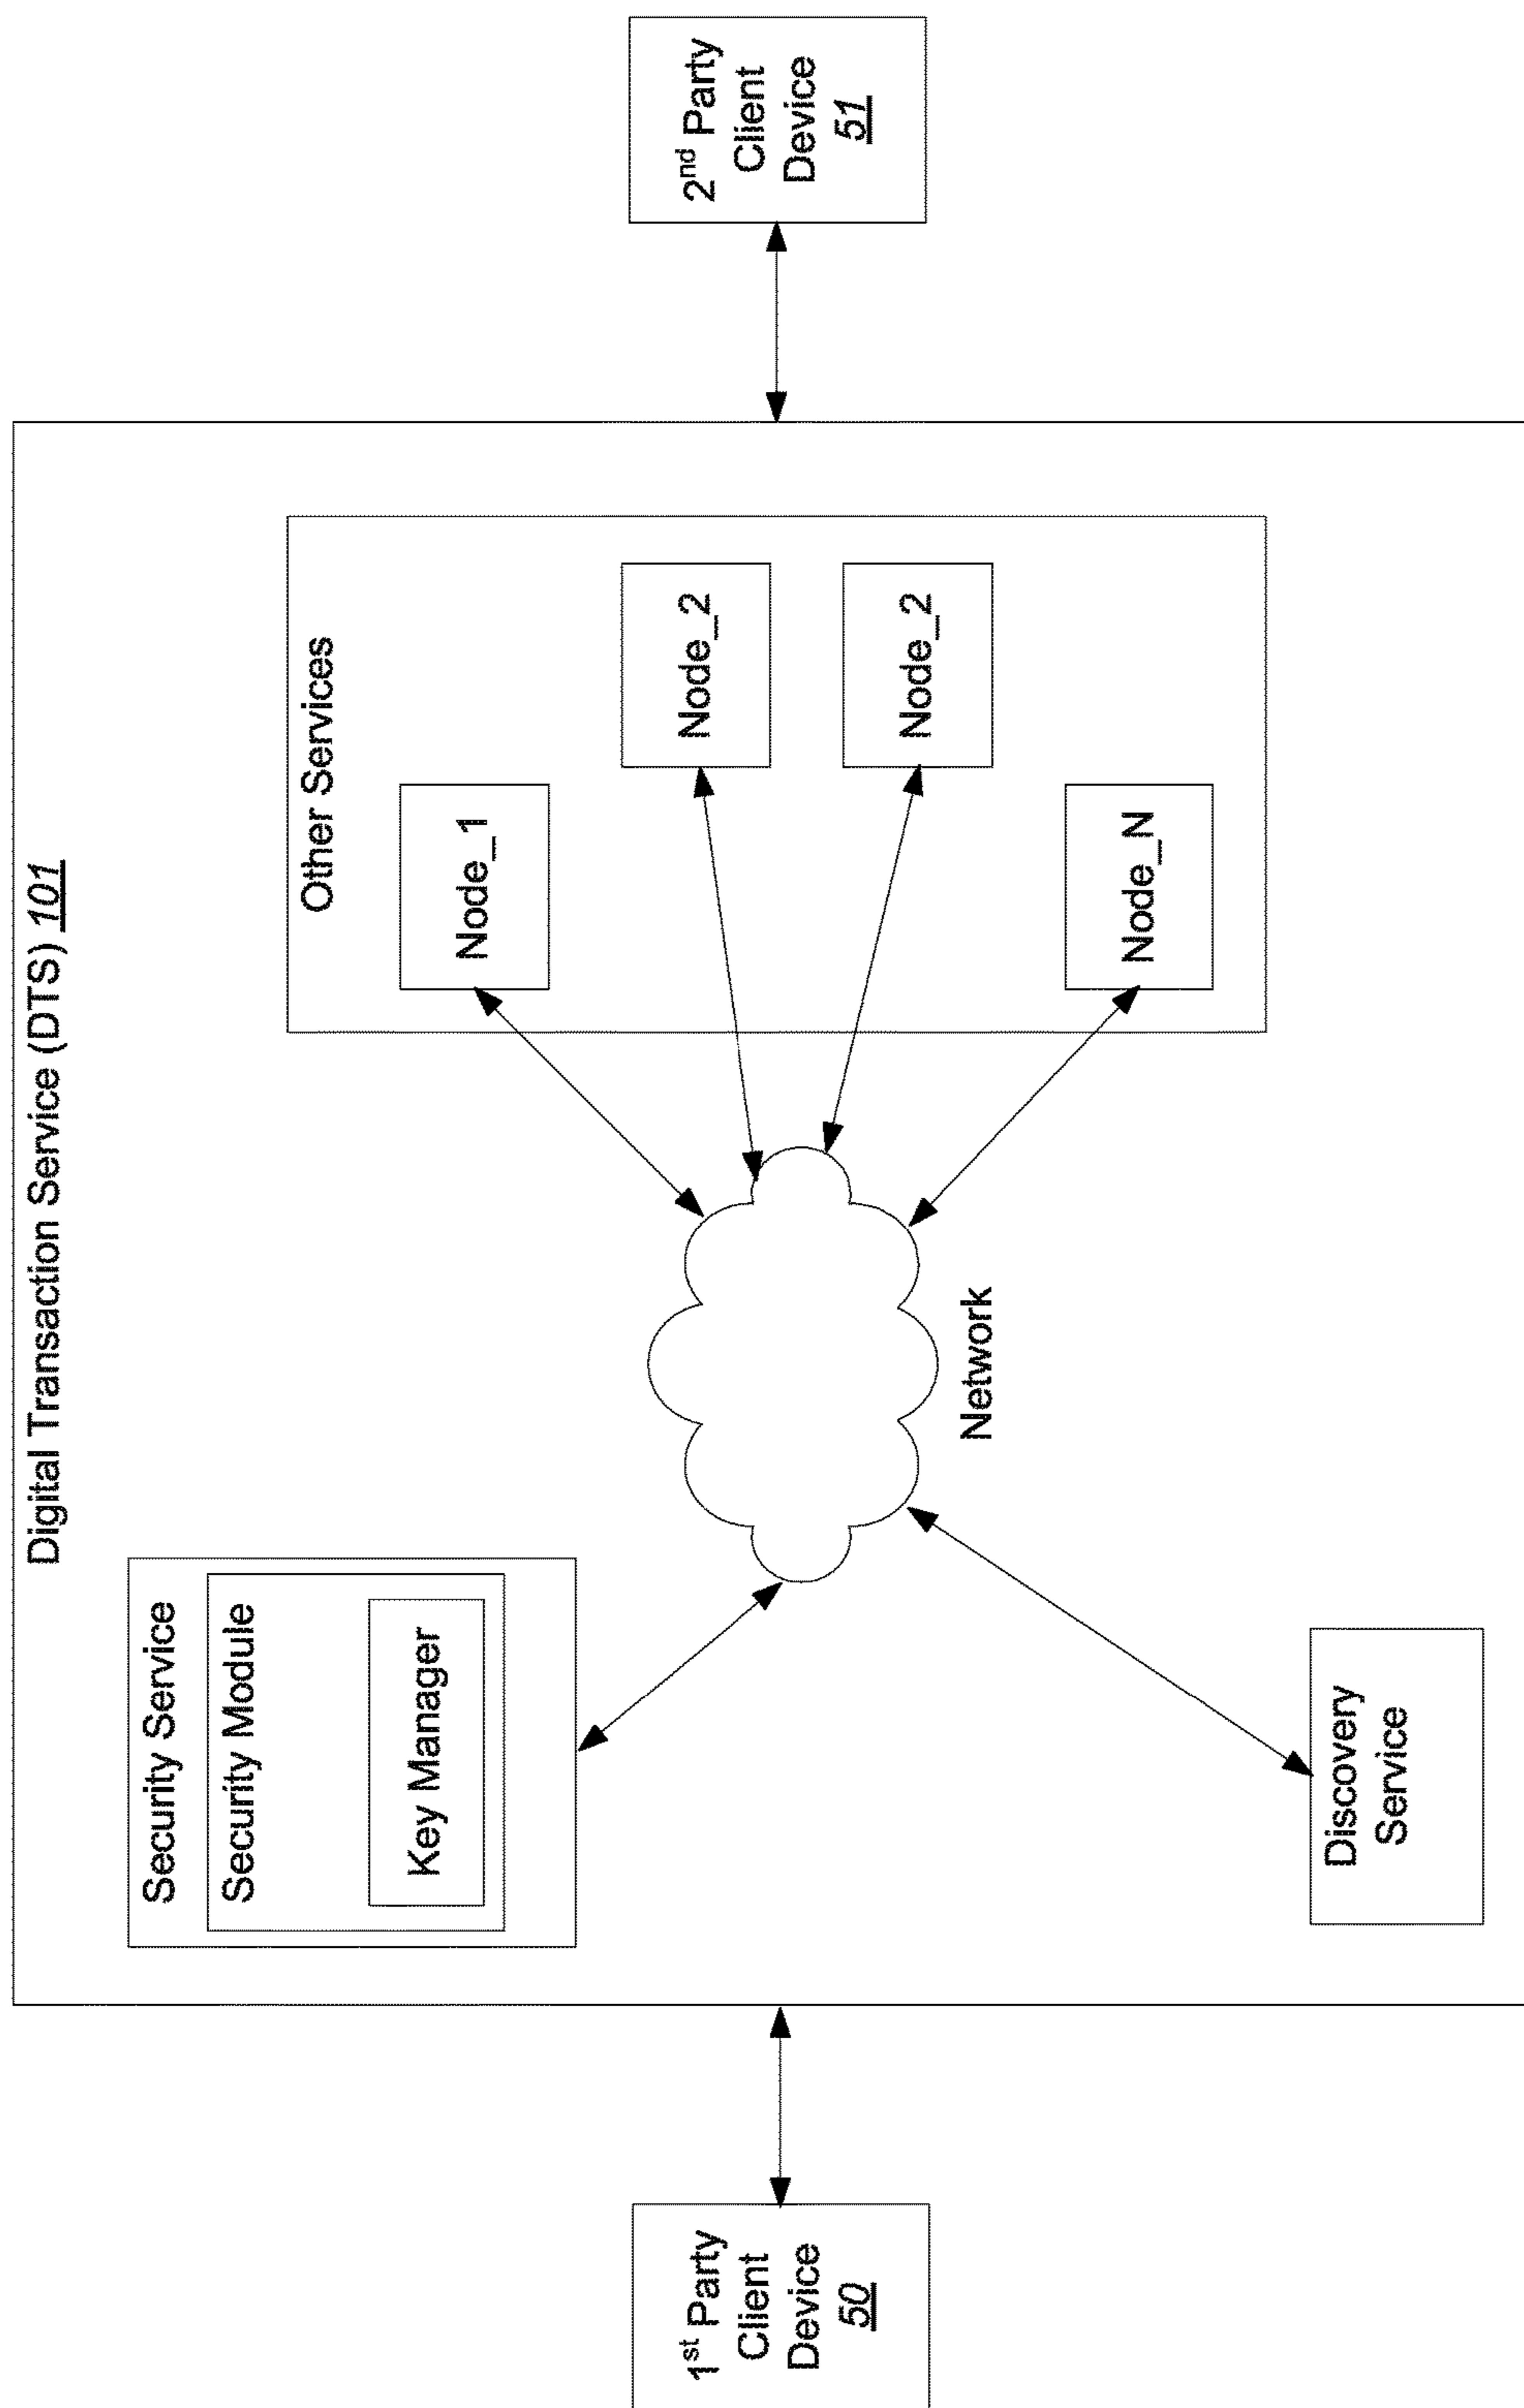 Digital Transaction Service (DTS) 101
Security Service
Security Module
Key Manager
Other Services
Node_1
Node_2
Node_2
Node_N
Network
Discovery
Service
1st Party
Client
Device
50
2nd Party
Client
Device
51